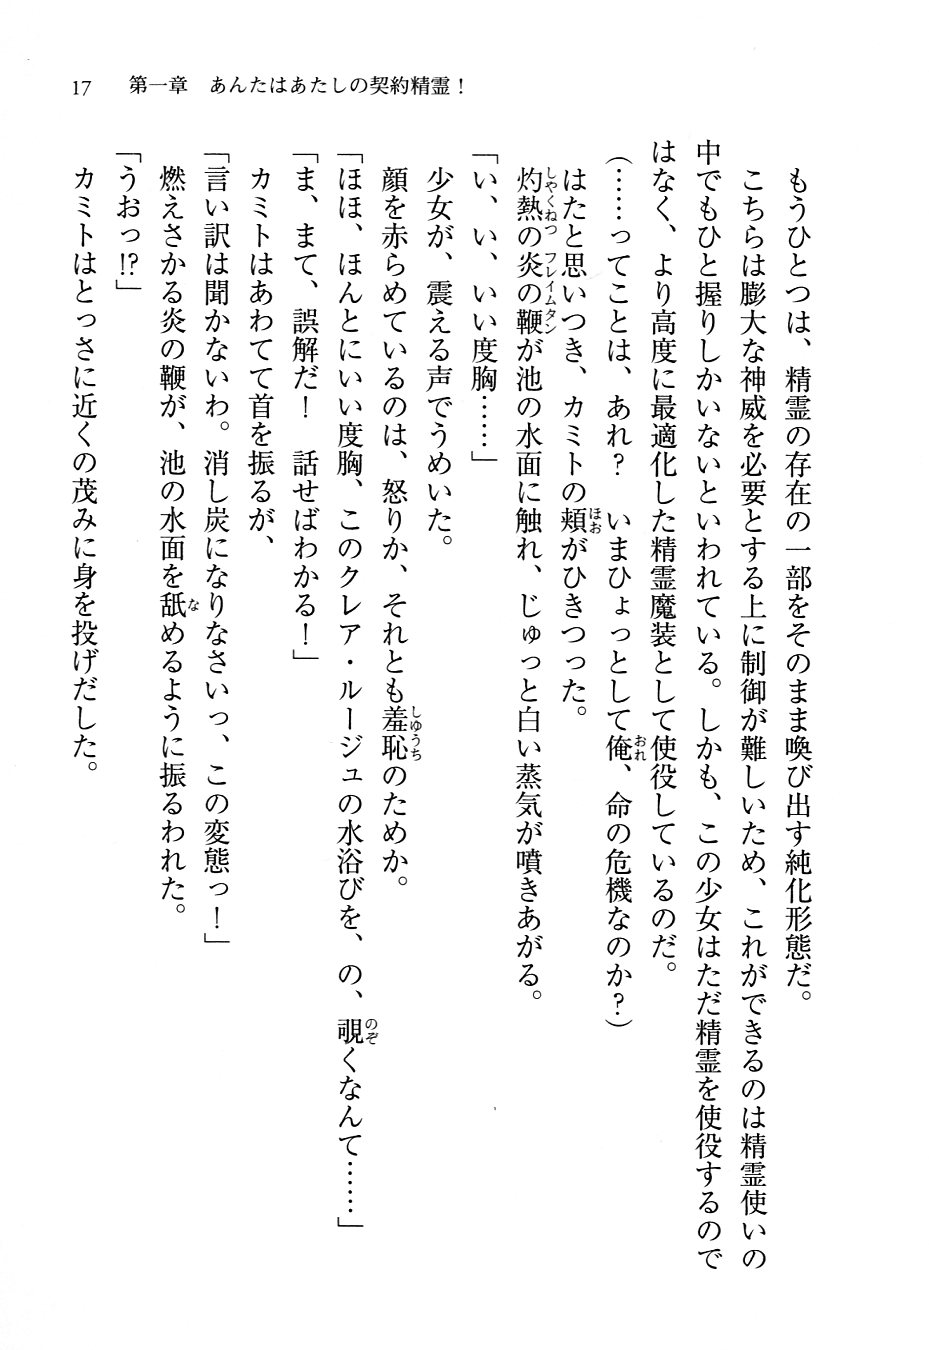 17　第一章　あんたはあたしの契約精霊！
もうひとつは、精霊の存在の一部をそのまま喚び出す純化形態だ。
こちらは膨大な神威を必要とする上に制御が難しいため、これができるのは精霊使いの
中でもひと握りしかいないといわれている。しかも、この少女はただ精霊を使役するので
はなく、より高度に最適化した精霊魔装として使役しているのだ。
（……ってことは、あれ？　いまひょっとして俺、命の危機なのか？）
はたと思いつき、カミトの頬がひきつった。
灼熱の炎の鞭が池の水面に触れ、じゅっと白い蒸気が噴きあがる。
「い、い、いい度胸……」
少女が、震える声でうめいた。
顔を赤らめているのは、怒りか、それとも羞恥のためか。
「ほほ、ほんとにいい度胸、このクレア・ルージュの水浴びを、の、覗くなんて……」
「ま、まて、誤解だ！　話せばわかる！」
カミトはあわてて首を振るが、
「言い訳は聞かないわ。消し炭になりなさいっ、この変態っ！」
燃えさかる炎の鞭が、池の水面を舐めるように振るわれた。
「うおっ!?」
カミトはとっさに近くの茂みに身を投げだした。